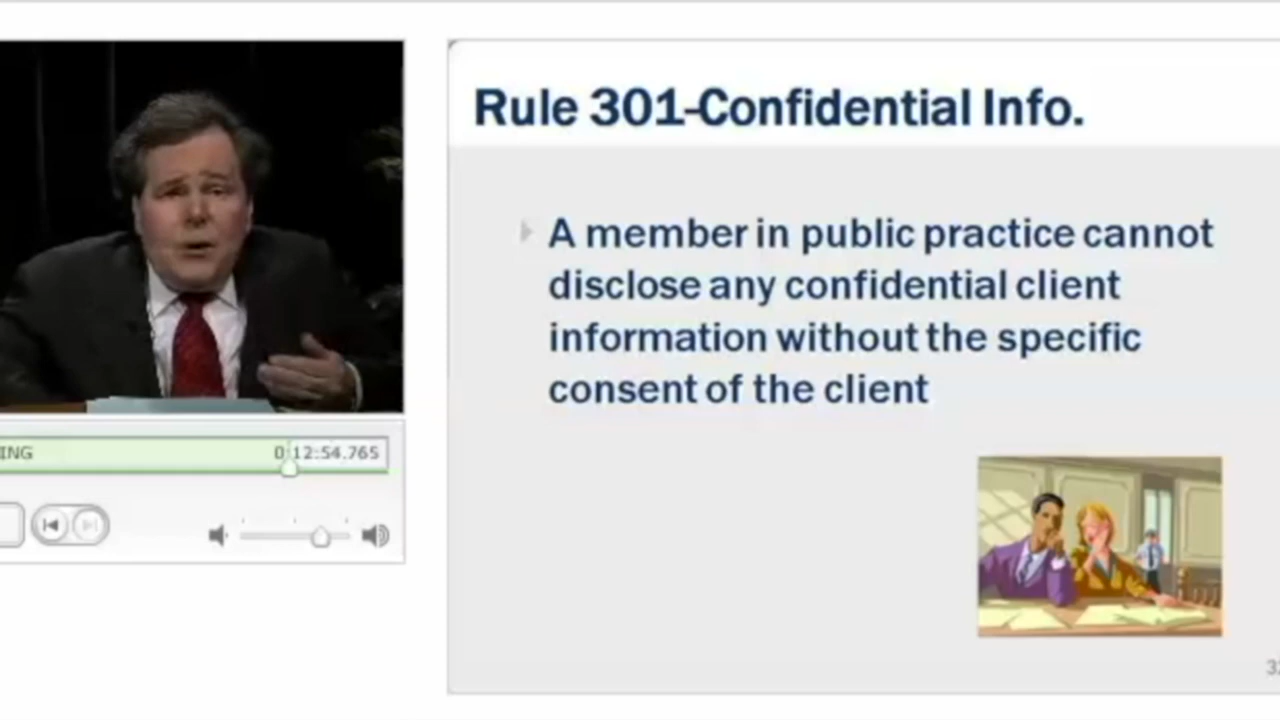 Rule 301-Confidential Info.
A member in public practice cannot
disclose any confidential client
information without the specific
consent of the client
ING
0:12:54.765